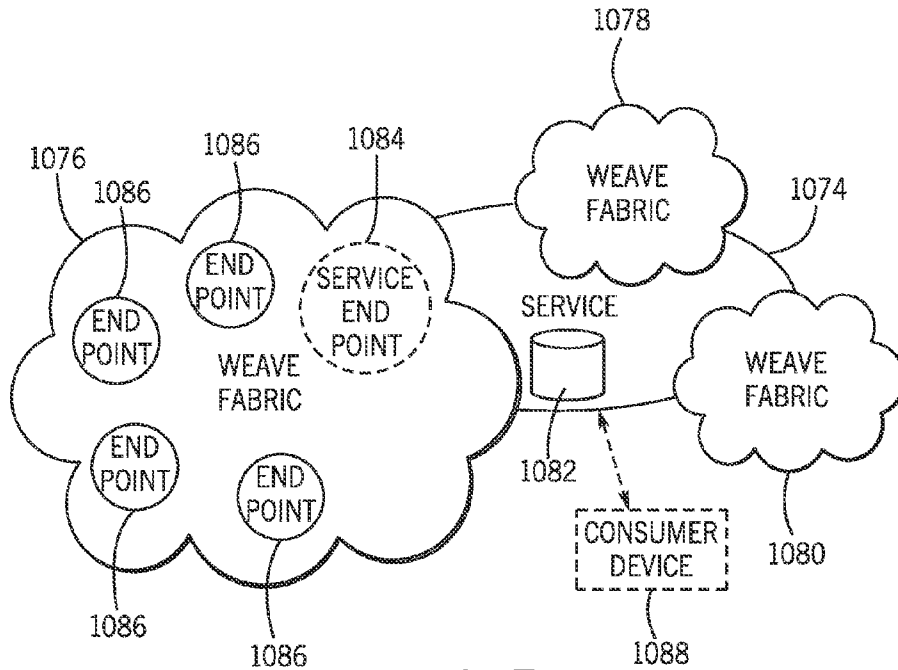 1078
1076
1086
1086
1084
1074
WEAVE
FABRIC
END
POINT
SERVICE
END
POINT
END
POINT
SERVICE
WEAVE
FABRIC
WEAVE
FABRIC
END
POINT
END
POINT
1082
CONSUMER
DEVICE
1080
1086
1086
1088